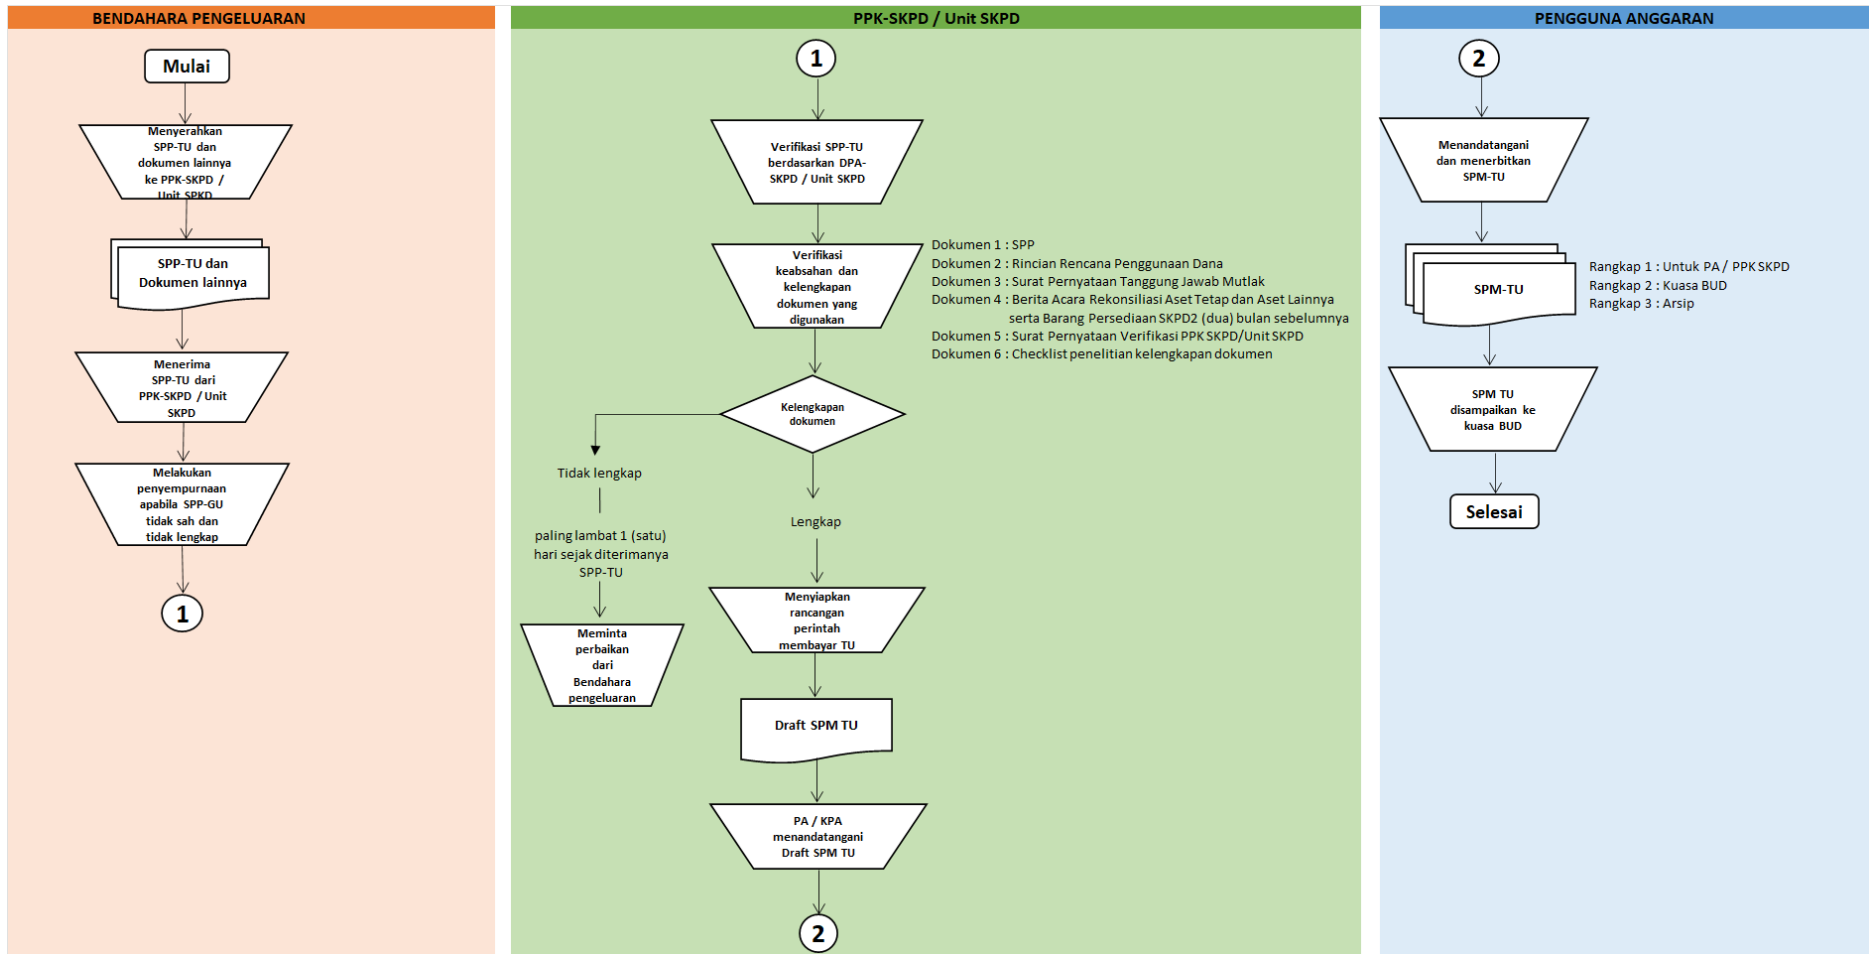 BENDAHARA PENGELUARAN
Mulai
Menyerahkan
SPP-TU dan
dokumen lainnya
ke PPK-SKPD /
Unit SPKD
SPP-TU dan
Dokumen lainnya
Menerima
SPP-TU dari
PPK-SKPD / Unit
SKPD
Melakukan
penyempurnaan
apabila SPP-GU
tidak sah dan
tidak lengkap
1
PPK-SKPD / Unit SKPD
1
Verifikasi SPP-TU
berdasarkan DPA-
SKPD / Unit SKPD
Verifikasi
keabsahan dan
kelengkapan
dokumen yang
digunakan
Dokumen 1 : SPP
Dokumen 2 : Rincian Rencana Penggunaan Dana
Dokumen 3 : Surat Pernyataan Tanggung Jawab Mutlak
Dokumen 4 : Berita Acara Rekonsiliasi Aset Tetap dan Aset Lainnya
serta Barang Persediaan SKPD2 (dua) bulan sebelumnya
Dokumen 5 : Surat Pernyataan Verifikasi PPK SKPD/Unit SKPD
Dokumen 6 : Checklist penelitian kelengkapan dokumen
Kelengkapan
dokumen
Tidak lengkap
paling lambat 1 (satu)
hari sejak diterimanya
SPP-TU
Meminta
perbaikan
dari
Bendahara
pengeluaran
Lengkap
Menyiapkan
rancangan
perintah
membayar TU
Draft SPM TU
PA / KPA
menandatangani
Draft SPM TU
2
PENGGUNA ANGGARAN
2
Menandatangani
dan menerbitkan
SPM-TU
SPM-TU
Rangkap 1 : Untuk PA / PPK SKPD
Rangkap 2 : Kuasa BUD
Rangkap 3 : Arsip
SPM TU
disampaikan ke
kuasa BUD
Selesai